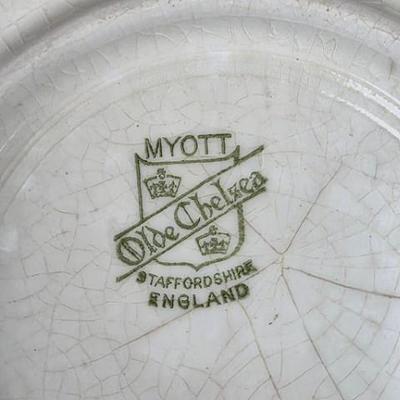 MYOTT
Olde Chelsea
STAFFORDSHIRE
ENGLAND